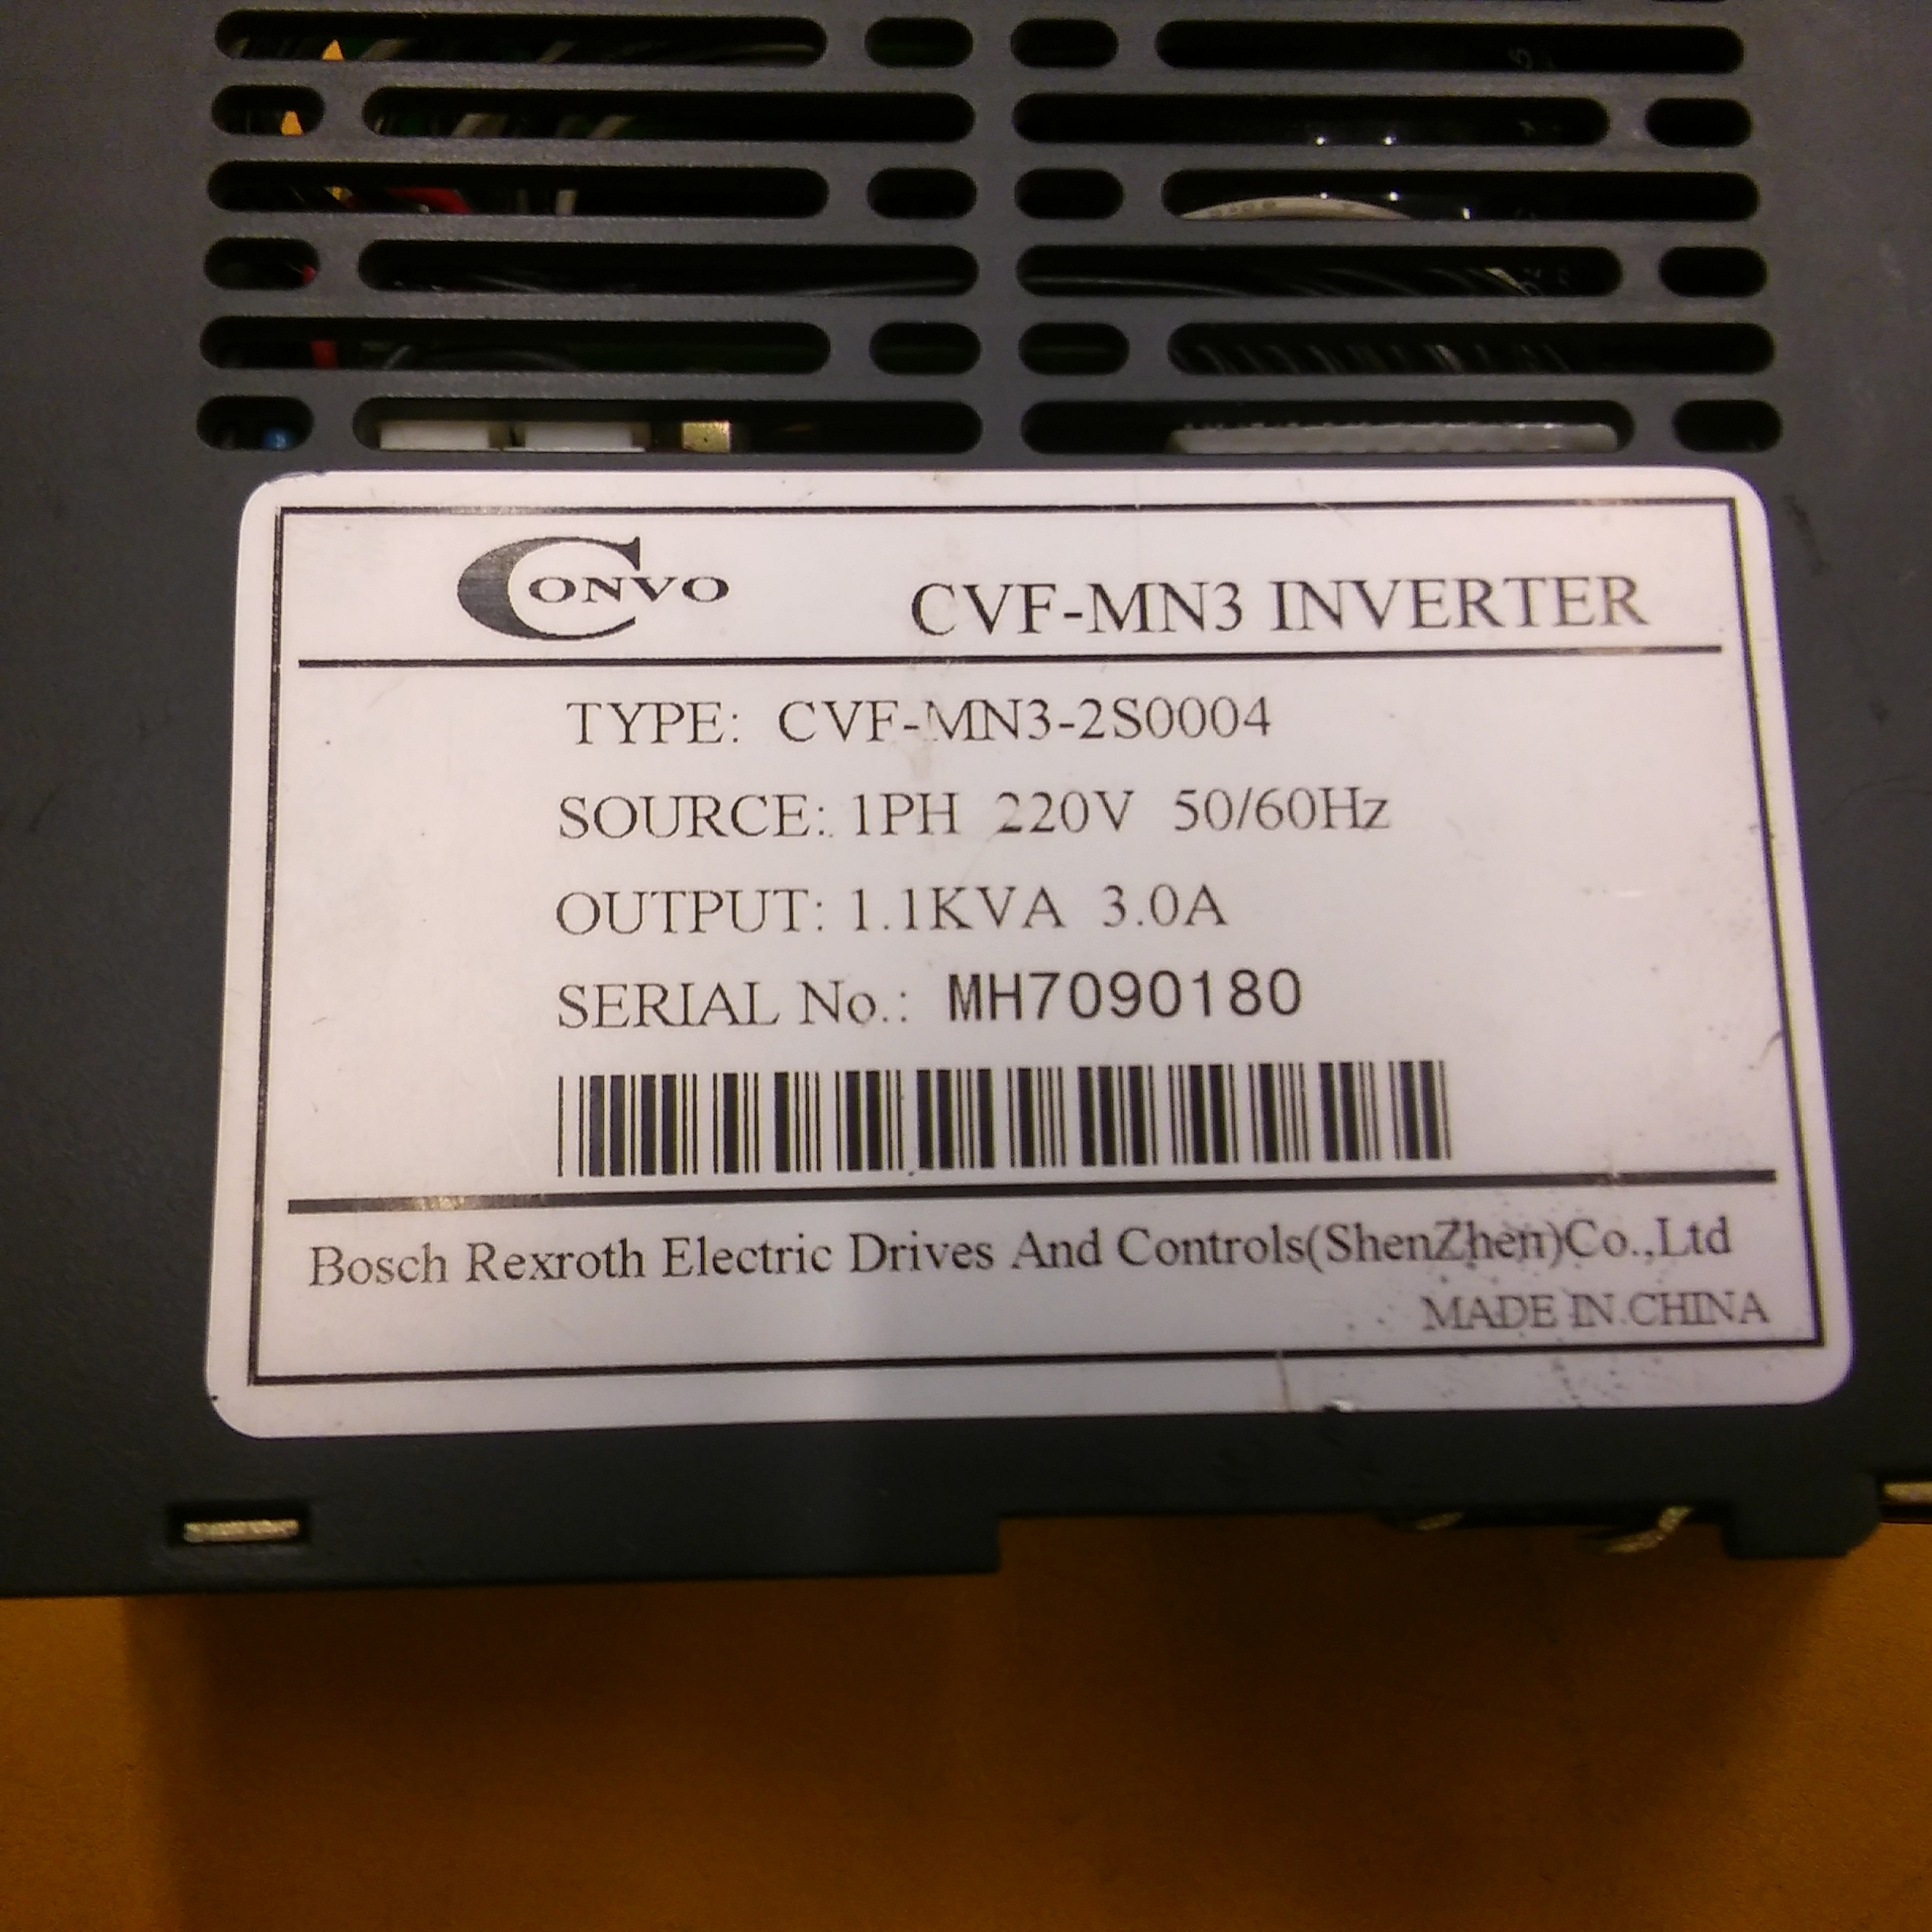 CONVO
CVF-MN3 INVERTER
TYPE: CVF-MN3-2S0004
SOURCE: 1PH 220V 50/60Hz
OUTPUT: 1.1KVA 3.0A
SERIAL No.: MH7090180
Bosch Rexroth Electric Drives And Controls(ShenZhen)Co.,Ltd
MADE IN CHINA